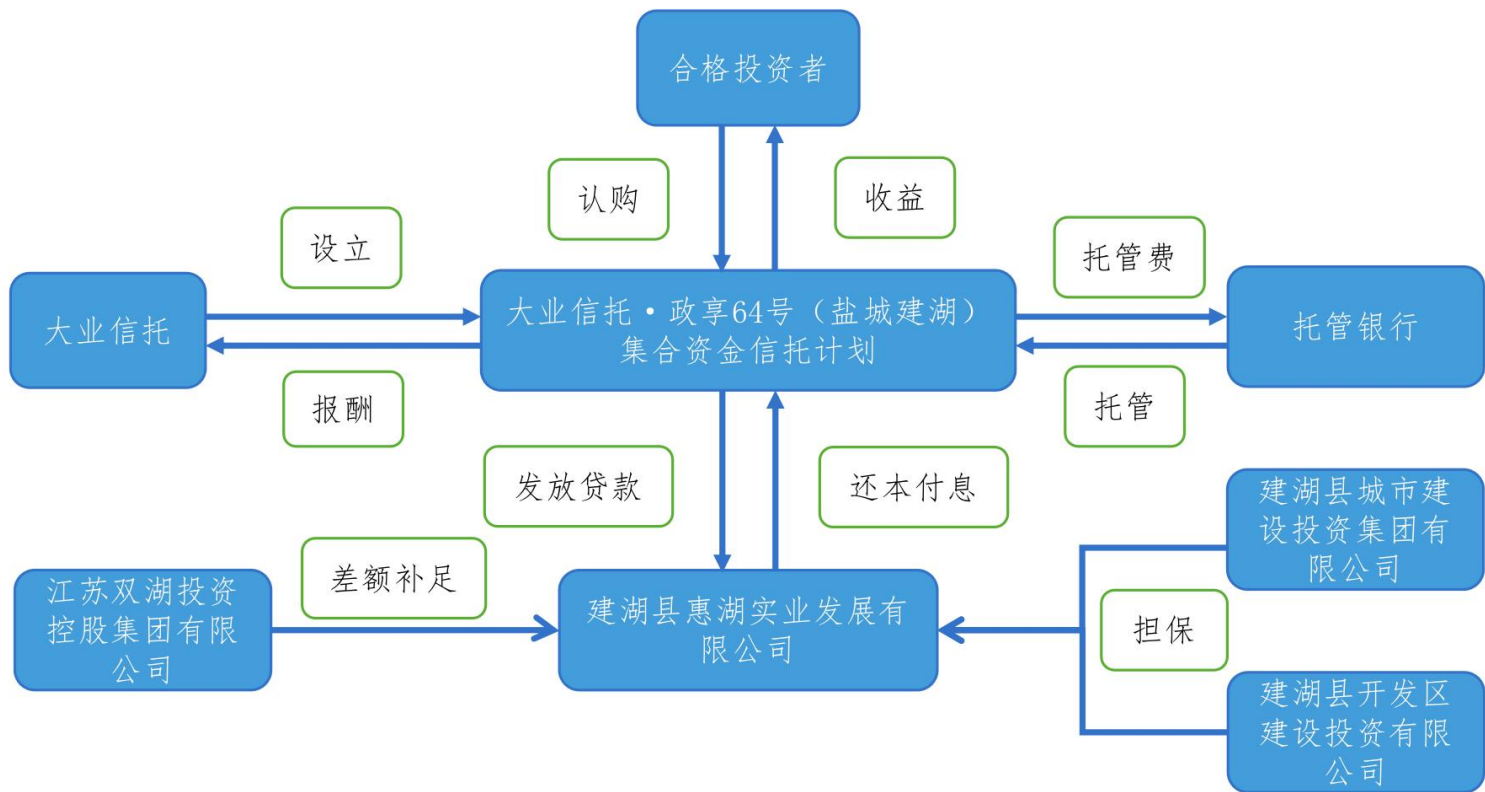 合格投资者
认购
收益
设立
托管费
大业信托
大业信托·政享64号（盐城建湖）
集合资金信托计划
托管银行
报酬
托管
发放贷款
还本付息
差额补足
江苏双湖投资
控股集团有限
公司
建湖县惠湖实业发展有
限公司
担保
建湖县城市建
设投资集团有
限公司
建湖县开发区
建设投资有限
公司